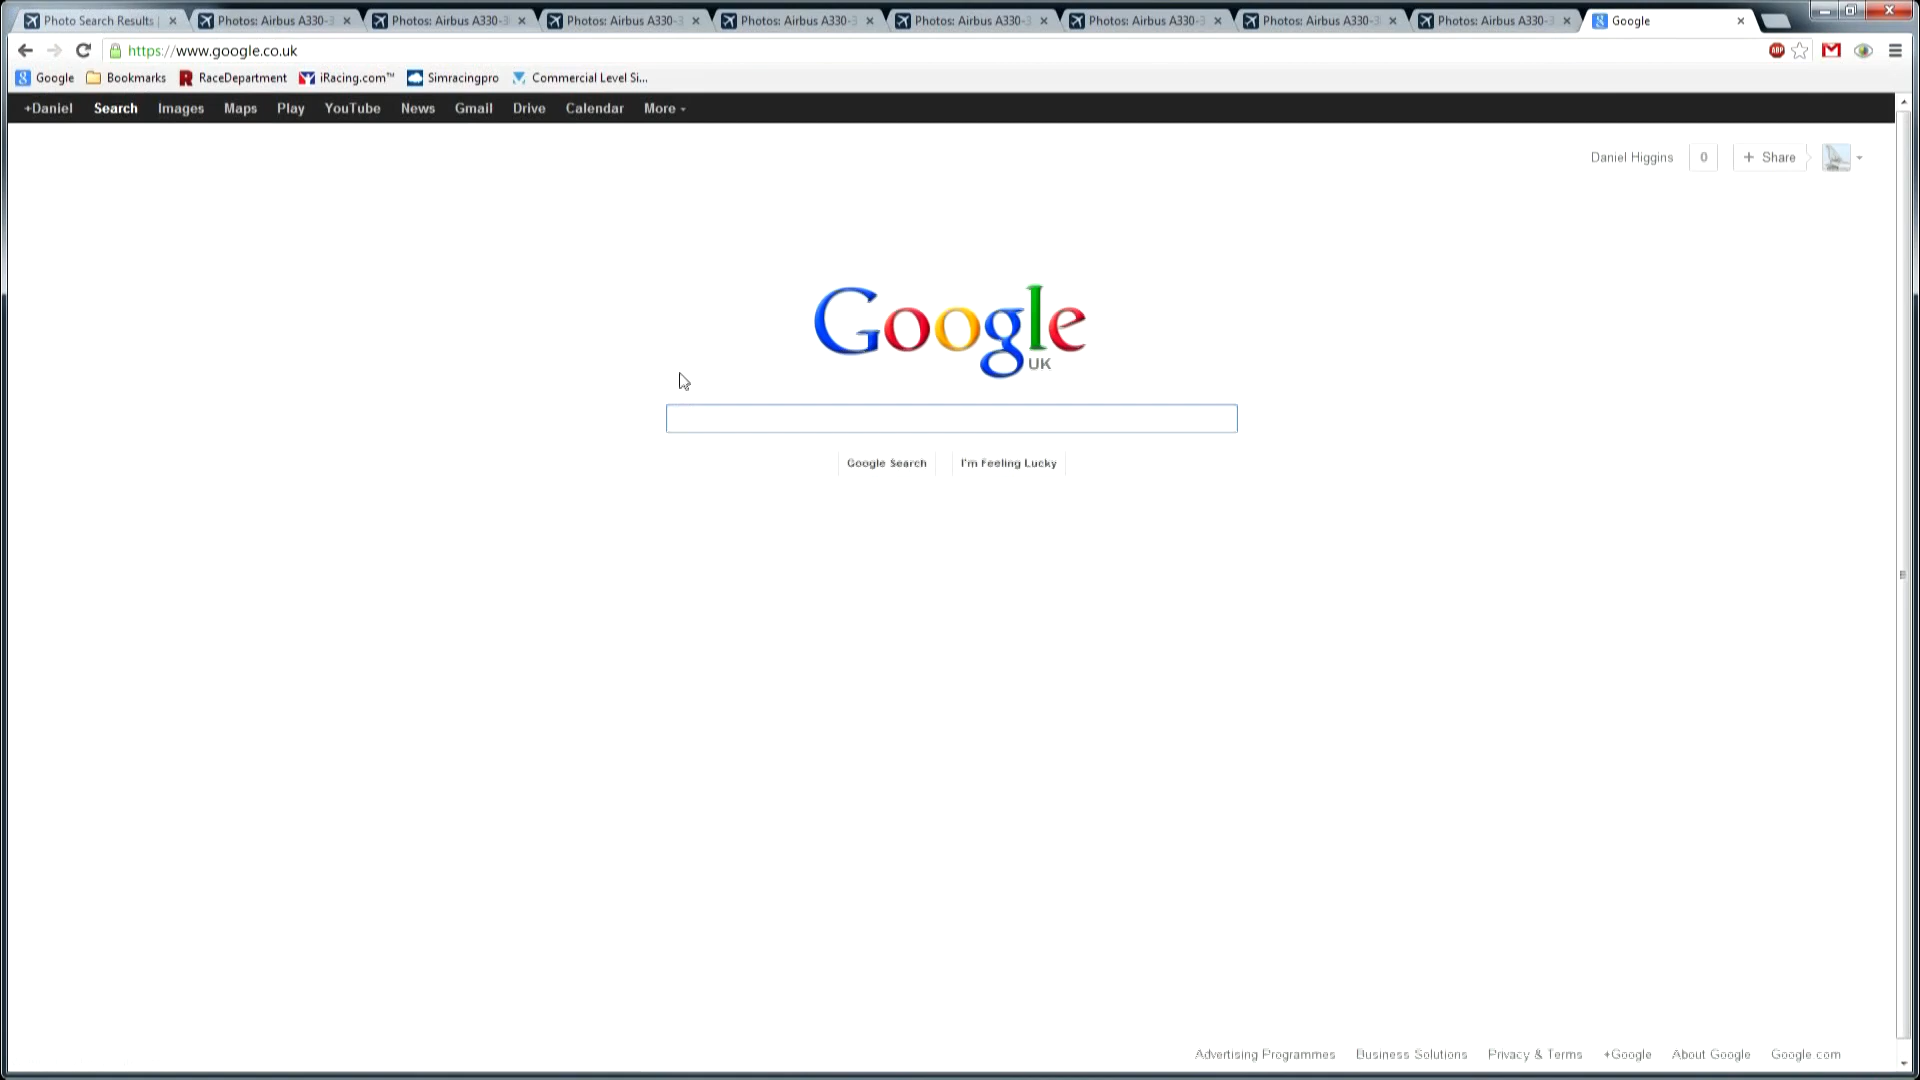 Photo Search Results | Photos: Airbus A330-3 Photos: Airbus A330-3 Photos: Airbus A330-3 Photos: Airbus A330-3 Photos: Airbus A330-3 Photos: Airbus A330-3 Photos: Airbus A330-3 Photos: Airbus A330-3 Google
https://www.google.co.uk
Google Bookmarks RaceDepartment iRacing.com™ Simracingpro Commercial Level Si...
+Daniel Search Images Maps Play YouTube News Gmail Drive Calendar More
Daniel Higgins 0 + Share
Google
UK
Google Search I'm Feeling Lucky
Advertising Programmes Business Solutions Privacy & Terms +Google About Google Google.com